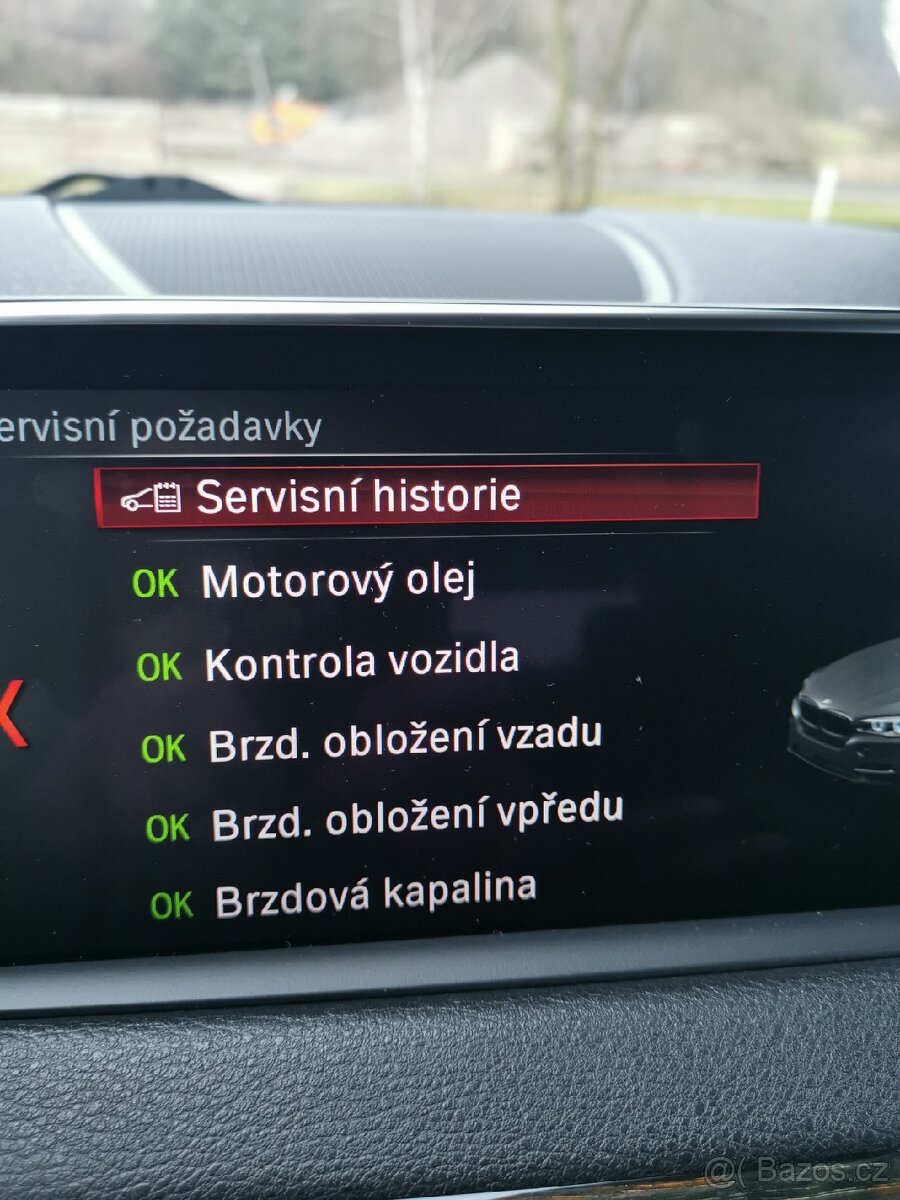 ervisní požadavky
Servisní historie
OK Motorový olej
OK Kontrola vozidla
OK Brzd. obložení vzadu
OK Brzd. obložení vpředu
OK Brzdová kapalina
@( Bazos.cz